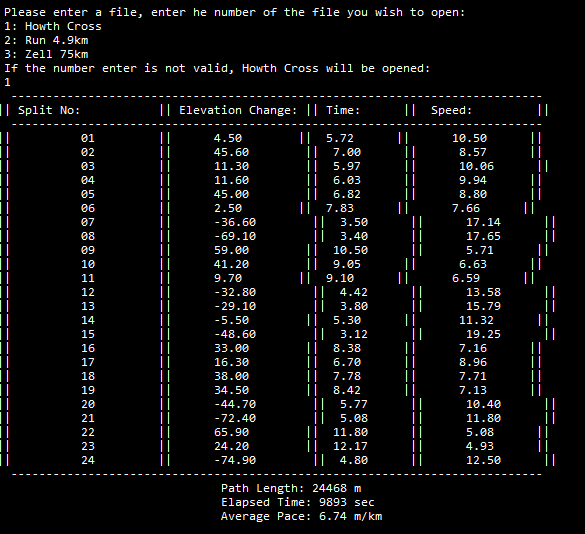 Please enter a file, enter he number of the file you wish to open:
1: Howth Cross
2: Run 4.9km
3: Zell 75km
If the number enter is not valid, Howth Cross will be opened:
1
--------------------------------------------------------------------------------
|| Split No: || Elevation Change: || Time: || Speed: ||
--------------------------------------------------------------------------------
|| 01 || 4.50 || 5.72 || 10.50 ||
|| 02 || 45.60 || 7.00 || 8.57 ||
|| 03 || 11.30 || 5.97 || 10.06 ||
|| 04 || 11.60 || 6.03 || 9.94 ||
|| 05 || 45.00 || 6.82 || 8.80 ||
|| 06 || 2.50 || 7.83 || 7.66 ||
|| 07 || -36.60 || 3.50 || 17.14 ||
|| 08 || -69.10 || 3.40 || 17.65 ||
|| 09 || 59.00 || 10.50 || 5.71 ||
|| 10 || 41.20 || 9.05 || 6.63 ||
|| 11 || 9.70 || 9.10 || 6.59 ||
|| 12 || -32.80 || 4.42 || 13.58 ||
|| 13 || -29.10 || 3.80 || 15.79 ||
|| 14 || -5.50 || 5.30 || 11.32 ||
|| 15 || -48.60 || 3.12 || 19.25 ||
|| 16 || 33.00 || 8.38 || 7.16 ||
|| 17 || 16.30 || 6.70 || 8.96 ||
|| 18 || 38.00 || 7.78 || 7.71 ||
|| 19 || 34.50 || 8.42 || 7.13 ||
|| 20 || -44.70 || 5.77 || 10.40 ||
|| 21 || -72.40 || 5.08 || 11.80 ||
|| 22 || 65.90 || 11.80 || 5.08 ||
|| 23 || 24.20 || 12.17 || 4.93 ||
|| 24 || -74.90 || 4.80 || 12.50 ||
--------------------------------------------------------------------------------
Path Length: 24468 m
Elapsed Time: 9893 sec
Average Pace: 6.74 m/km